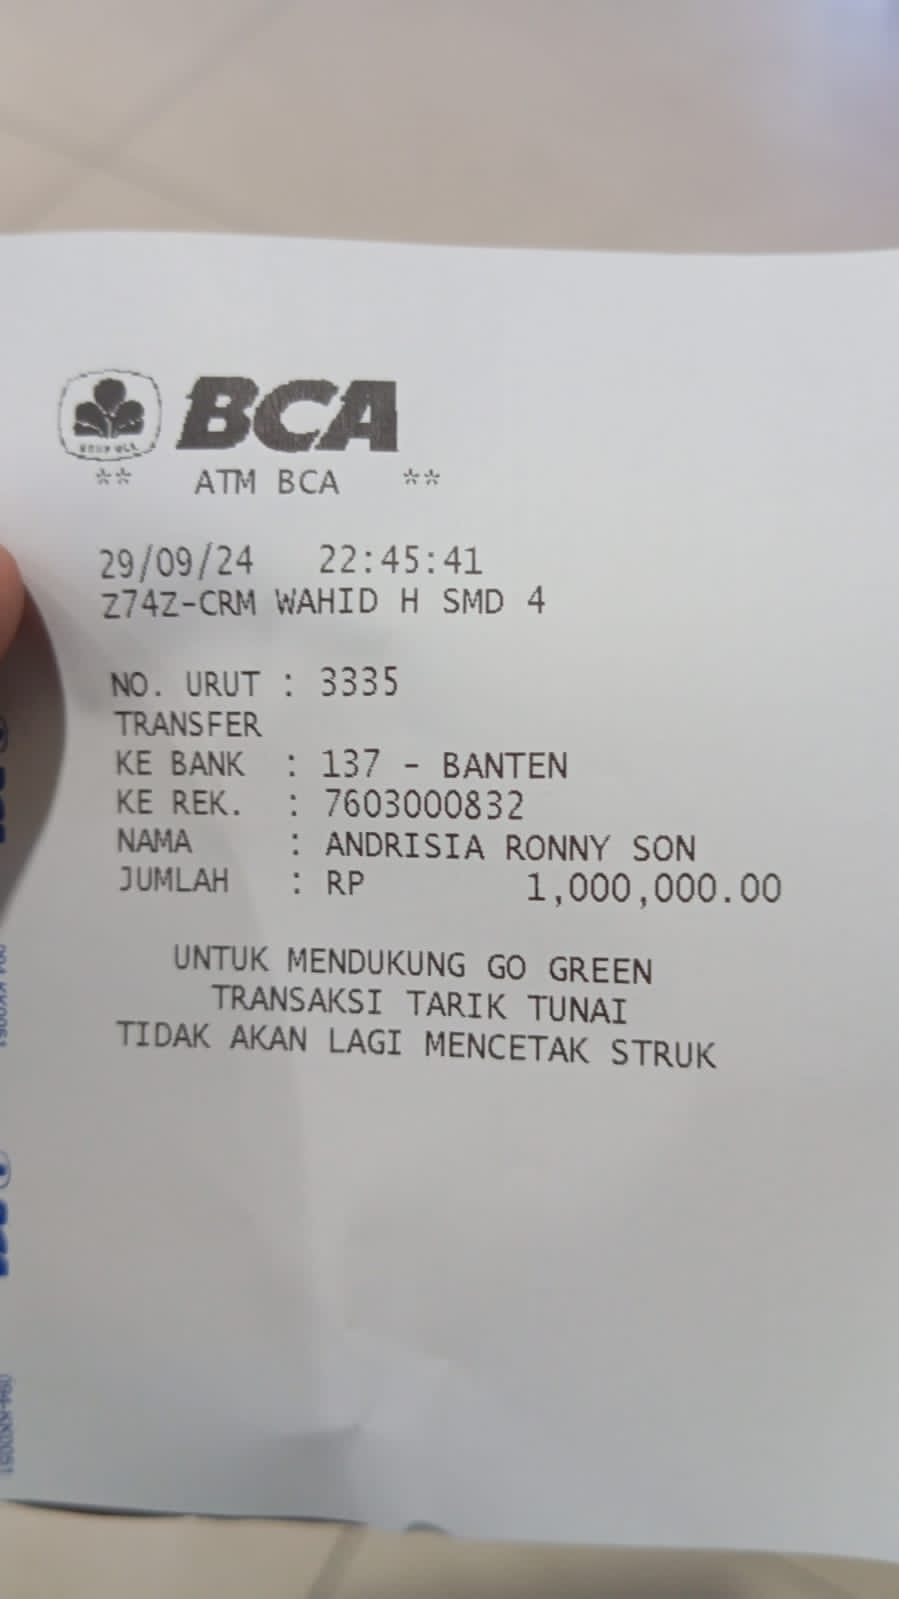 BCA
** ATM BCA **
29/09/24 22:45:41
Z74Z-CRM WAHID H SMD 4
NO. URUT : 3335
TRANSFER
KE BANK : 137 - BANTEN
KE REK. : 7603000832
NAMA : ANDRISIA RONNY SON
JUMLAH : RP 1,000,000.00
UNTUK MENDUKUNG GO GREEN
TRANSAKSI TARIK TUNAI
TIDAK AKAN LAGI MENCETAK STRUK